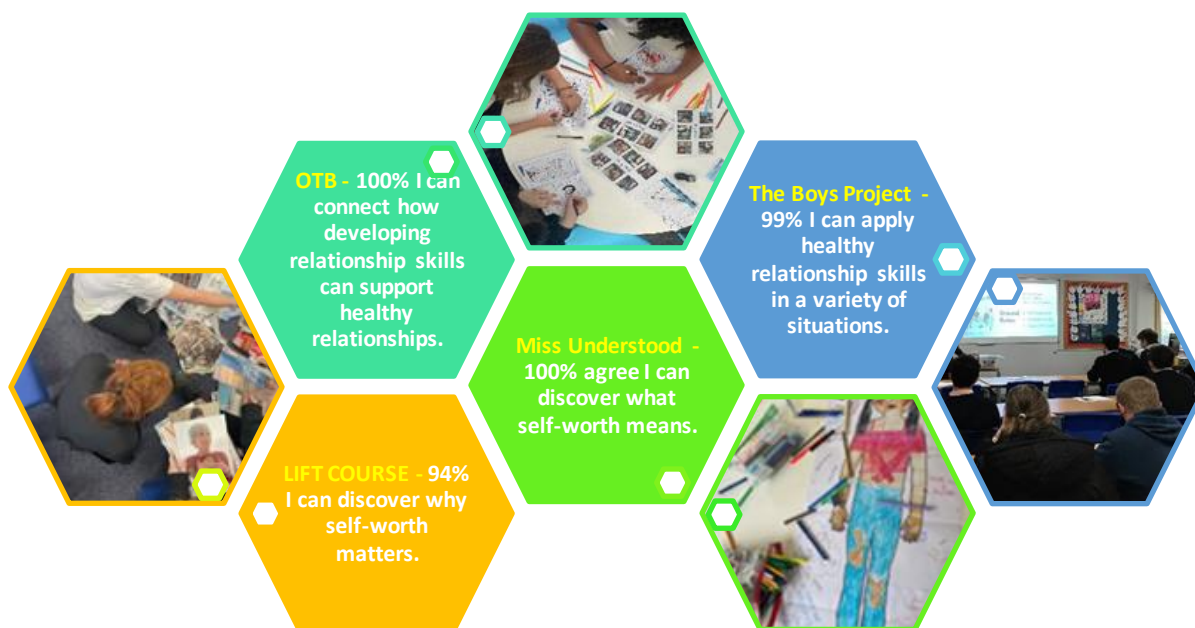 OTB - 100% I can
connect how
developing
relationship skills
can support
healthy
relationships.
The Boys Project -
99% I can apply
healthy
relationship skills
in a variety of
situations.
Miss Understood -
100% agree I can
discover what
self-worth means.
LIFT COURSE - 94%
I can discover why
self-worth
matters.